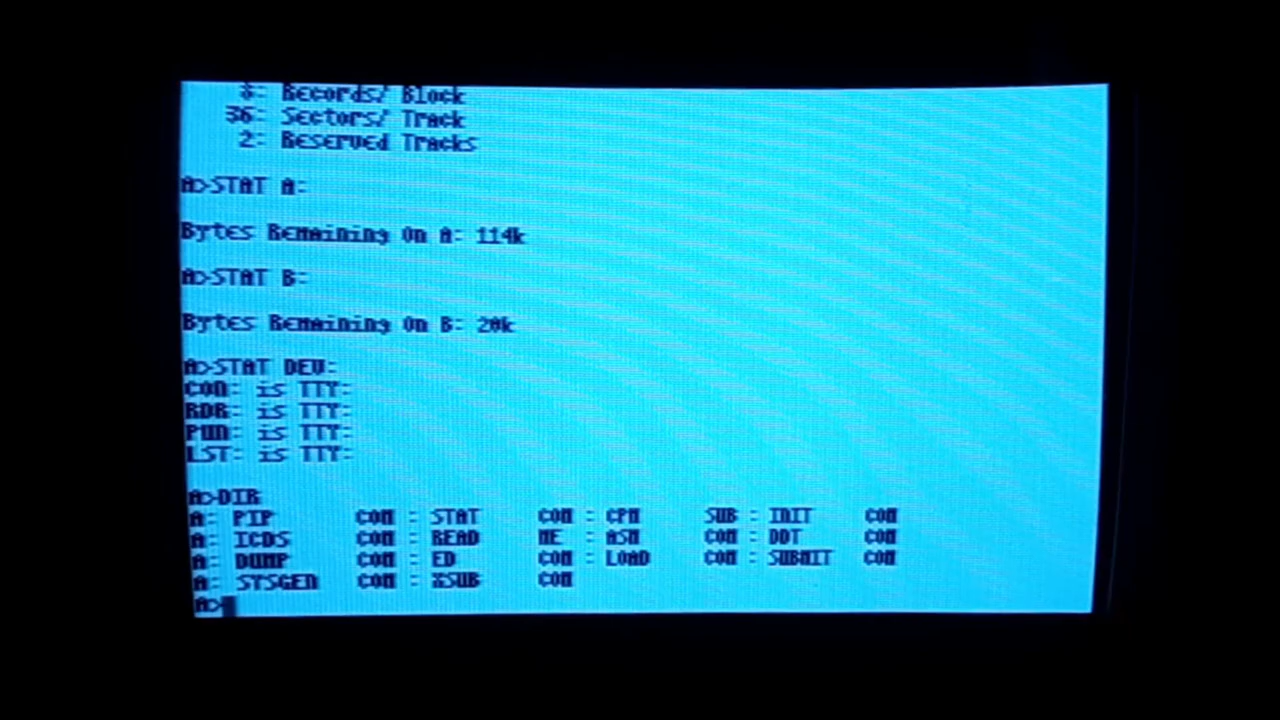 8: Records/ Block
36: Sectors/ Track
2: Reserved Tracks
A>STAT A:
Bytes Remaining On A: 114k
A>STAT B:
Bytes Remaining On B: 20k
A>STAT DEV:
CON: is TTY:
RDR: is TTY:
PUN: is TTY:
LST: is TTY:
A>DIR
A: PIP COM : STAT COM : CPM SUB : INIT COM
A: ICDS COM : READ ME : ASM COM : DDT COM
A: DUMP COM : ED COM : LOAD COM : SUBMIT COM
A: SYSGEN COM : XSUB COM
A>